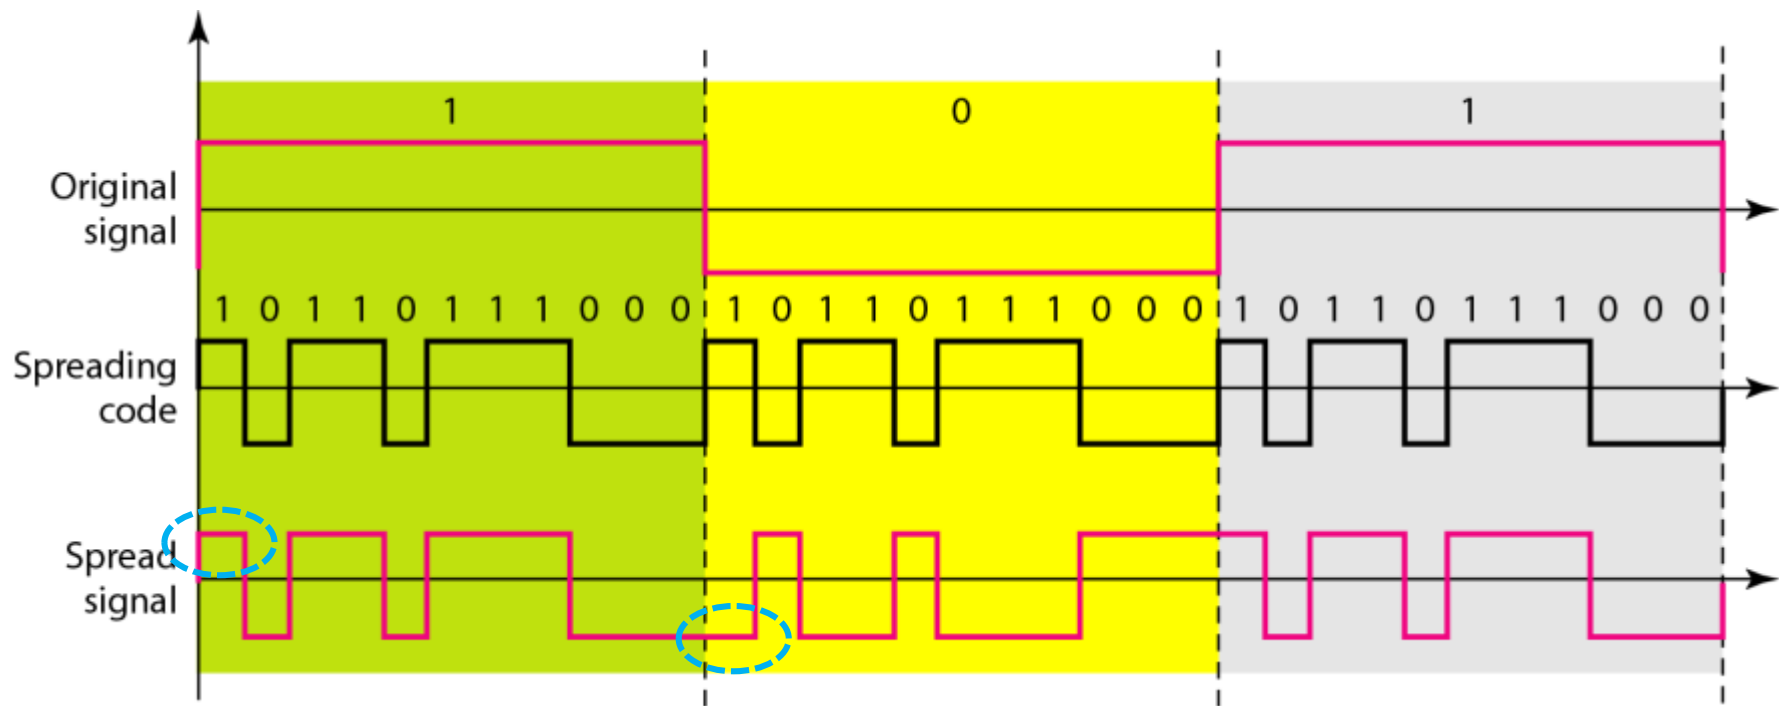 1 0 1
Original
signal
1 0 1 1 0 1 1 1 0 0 0 1 0 1 1 0 1 1 1 0 0 0 1 0 1 1 0 1 1 1 0 0 0
Spreading
code
Spread
signal